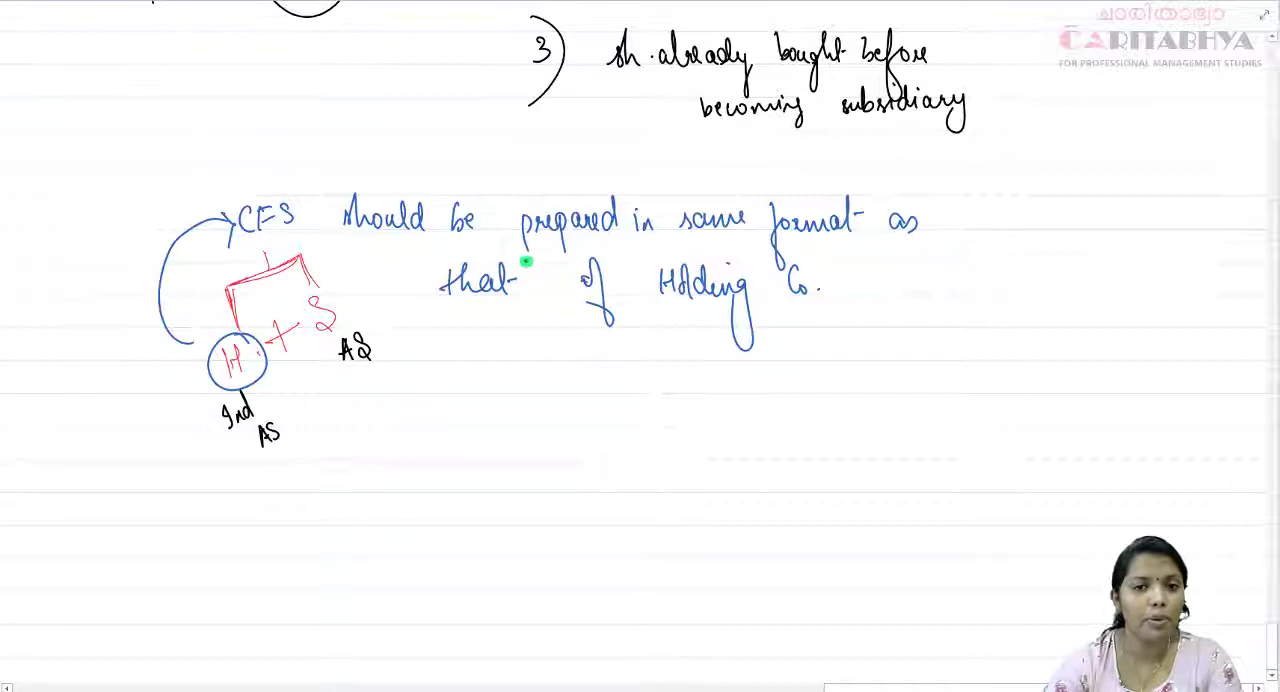 ചാരിതാഭ്യാ
CARITABHYA
FOR PROFESSIONAL MANAGEMENT STUDIES
3) sh. already bought before
becoming subsidiary
CFS should be prepared in same format as
that of Holding Co.
H + S
AS
Ind
AS